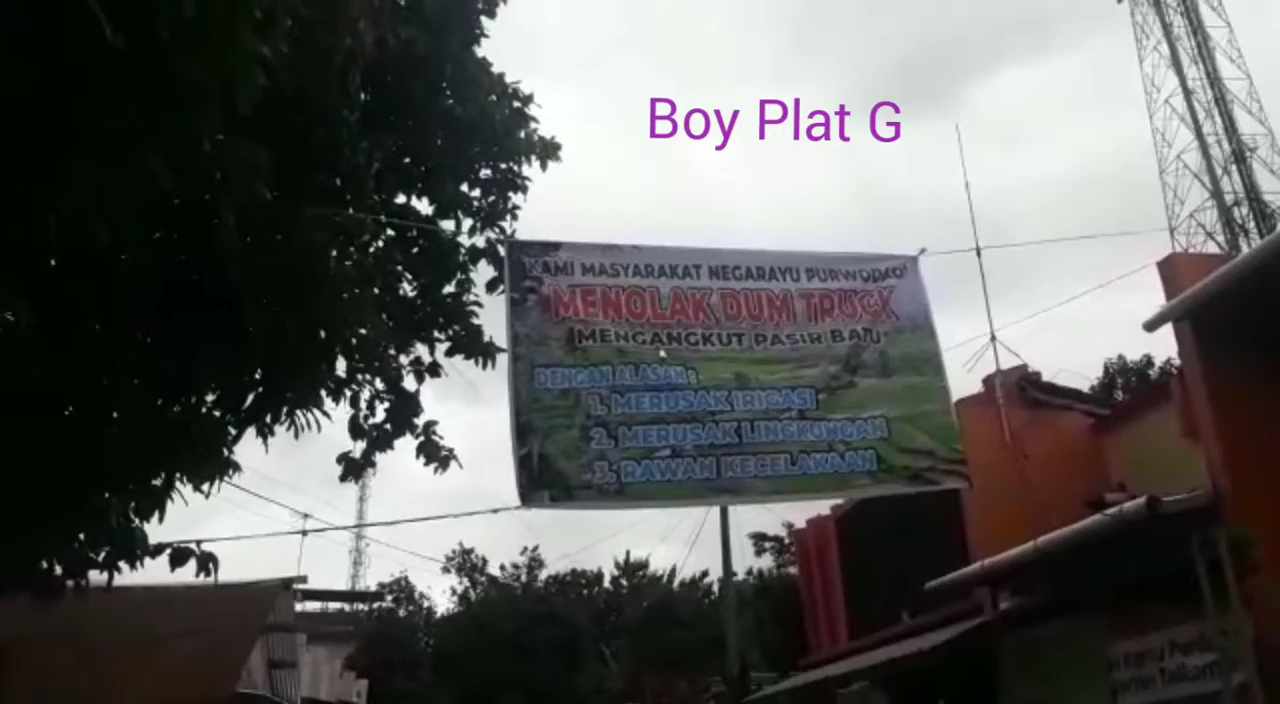 Boy Plat G
KAMI MASYARAKAT NEGARAYU PURWODADI
MENOLAK DUM TRUCK
MENGANGKUT PASIR BATU
DENGAN ALASAN :
1. MERUSAK IRIGASI
2. MERUSAK LINGKUNGAN
3. RAWAN KECELAKAAN